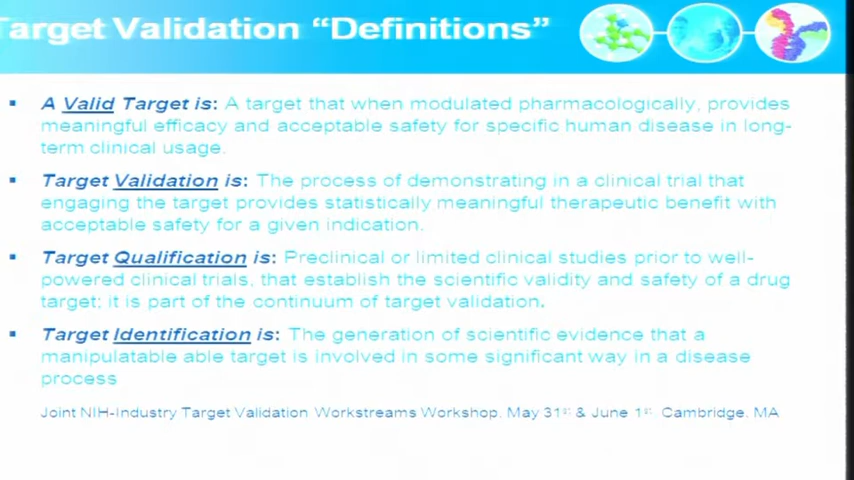 Target Validation “Definitions”
▪ A Valid Target is: A target that when modulated pharmacologically, provides
meaningful efficacy and acceptable safety for specific human disease in long-
term clinical usage.
▪ Target Validation is: The process of demonstrating in a clinical trial that
engaging the target provides statistically meaningful therapeutic benefit with
acceptable safety for a given indication.
▪ Target Qualification is: Preclinical or limited clinical studies prior to well-
powered clinical trials, that establish the scientific validity and safety of a drug
target; it is part of the continuum of target validation.
▪ Target Identification is: The generation of scientific evidence that a
manipulatable able target is involved in some significant way in a disease
process
Joint NIH-Industry Target Validation Workstreams Workshop. May 31st & June 1st Cambridge. MA